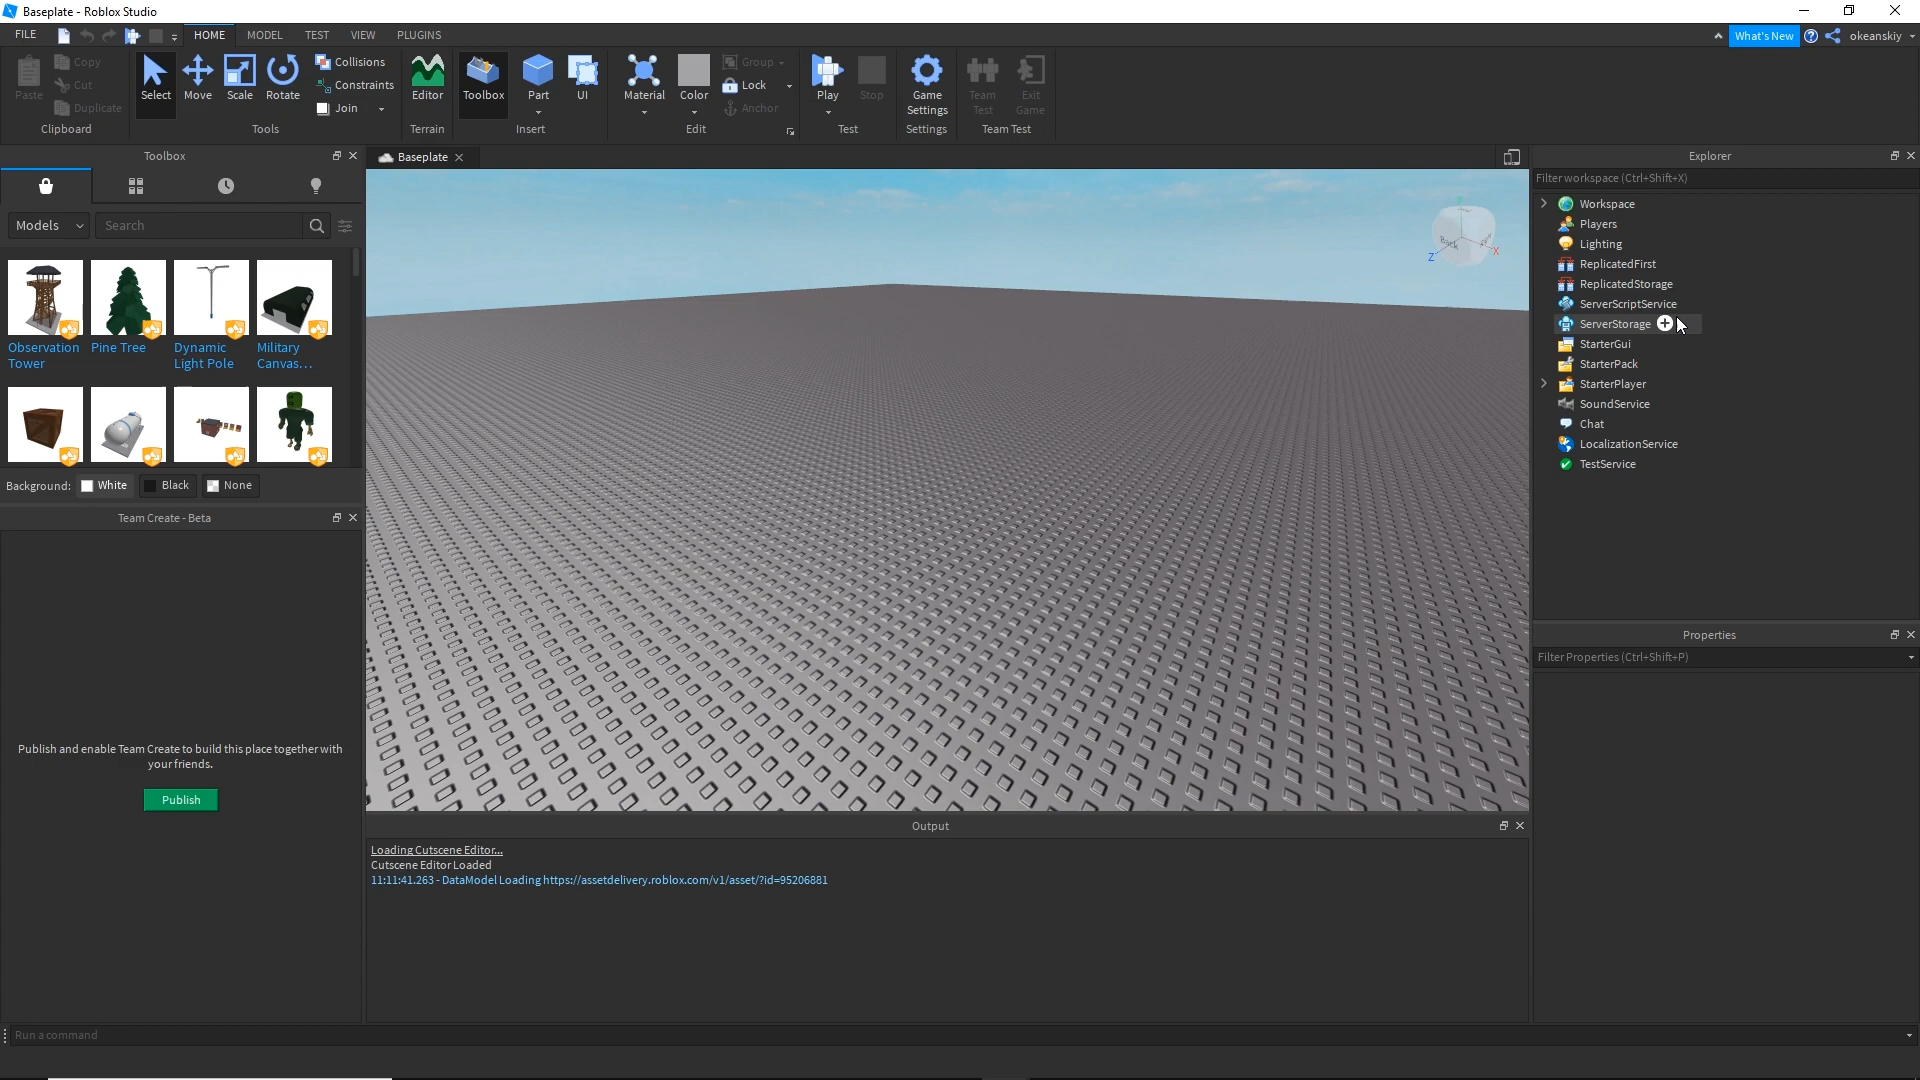 Baseplate - Roblox Studio
FILE
HOME
MODEL
TEST
VIEW
PLUGINS
What's New
okeanskiy
Paste
Copy
Cut
Duplicate
Clipboard
Select
Move
Scale
Rotate
Collisions
Constraints
Join
Tools
Editor
Terrain
Toolbox
Part
UI
Insert
Material
Color
Group
Lock
Anchor
Edit
Play
Stop
Test
Game
Settings
Settings
Team
Test
Exit
Game
Team Test
Toolbox
Models
Search
Observation
Tower
Pine Tree
Dynamic
Light Pole
Military
Canvas...
Background:
White
Black
None
Team Create - Beta
Publish and enable Team Create to build this place together with
your friends.
Publish
Baseplate
Back
X
Z
Output
Loading Cutscene Editor...
Cutscene Editor Loaded
11:11:41.263 - DataModel Loading https://assetdelivery.roblox.com/v1/asset/?id=95206881
Explorer
Filter workspace (Ctrl+Shift+X)
Workspace
Players
Lighting
ReplicatedFirst
ReplicatedStorage
ServerScriptService
ServerStorage
StarterGui
StarterPack
StarterPlayer
SoundService
Chat
LocalizationService
TestService
Properties
Filter Properties (Ctrl+Shift+P)
Run a command